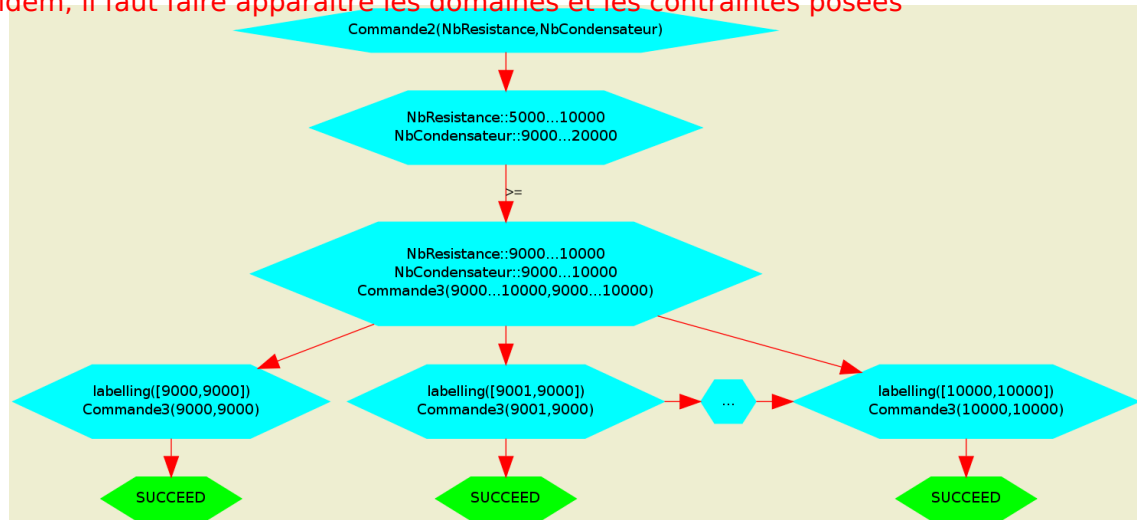 idem, il faut faire apparaitre les domaines et les contraintes posées
Commande2(NbResistance,NbCondensateur)
NbResistance::5000...10000
NbCondensateur::9000...20000
>=
NbResistance::9000...10000
NbCondensateur::9000...10000
Commande3(9000...10000,9000...10000)
labelling([9000,9000])
Commande3(9000,9000)
labelling([9001,9000])
Commande3(9001,9000)
...
labelling([10000,10000])
Commande3(10000,10000)
SUCCEED
SUCCEED
SUCCEED